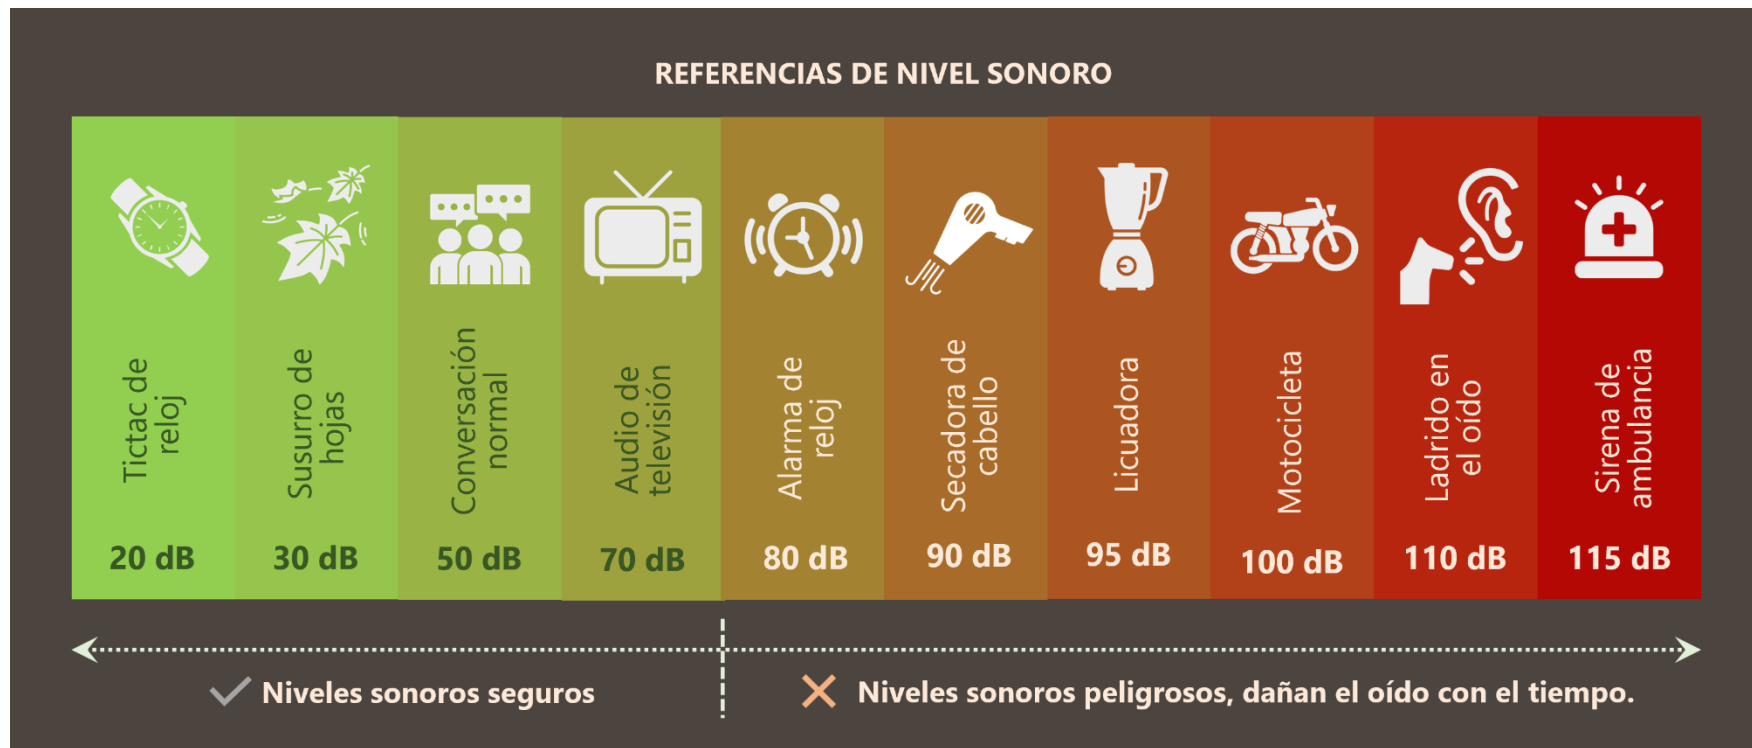 REFERENCIAS DE NIVEL SONORO
Tictac de
reloj
20 dB
Susurro de
hojas
30 dB
Conversación
normal
50 dB
Audio de
televisión
70 dB
Alarma de
reloj
80 dB
Secadora de
cabello
90 dB
Licuadora
95 dB
Motocicleta
100 dB
Ladrido en
el oído
110 dB
Sirena de
ambulancia
115 dB
Niveles sonoros seguros
Niveles sonoros peligrosos, dañan el oído con el tiempo.